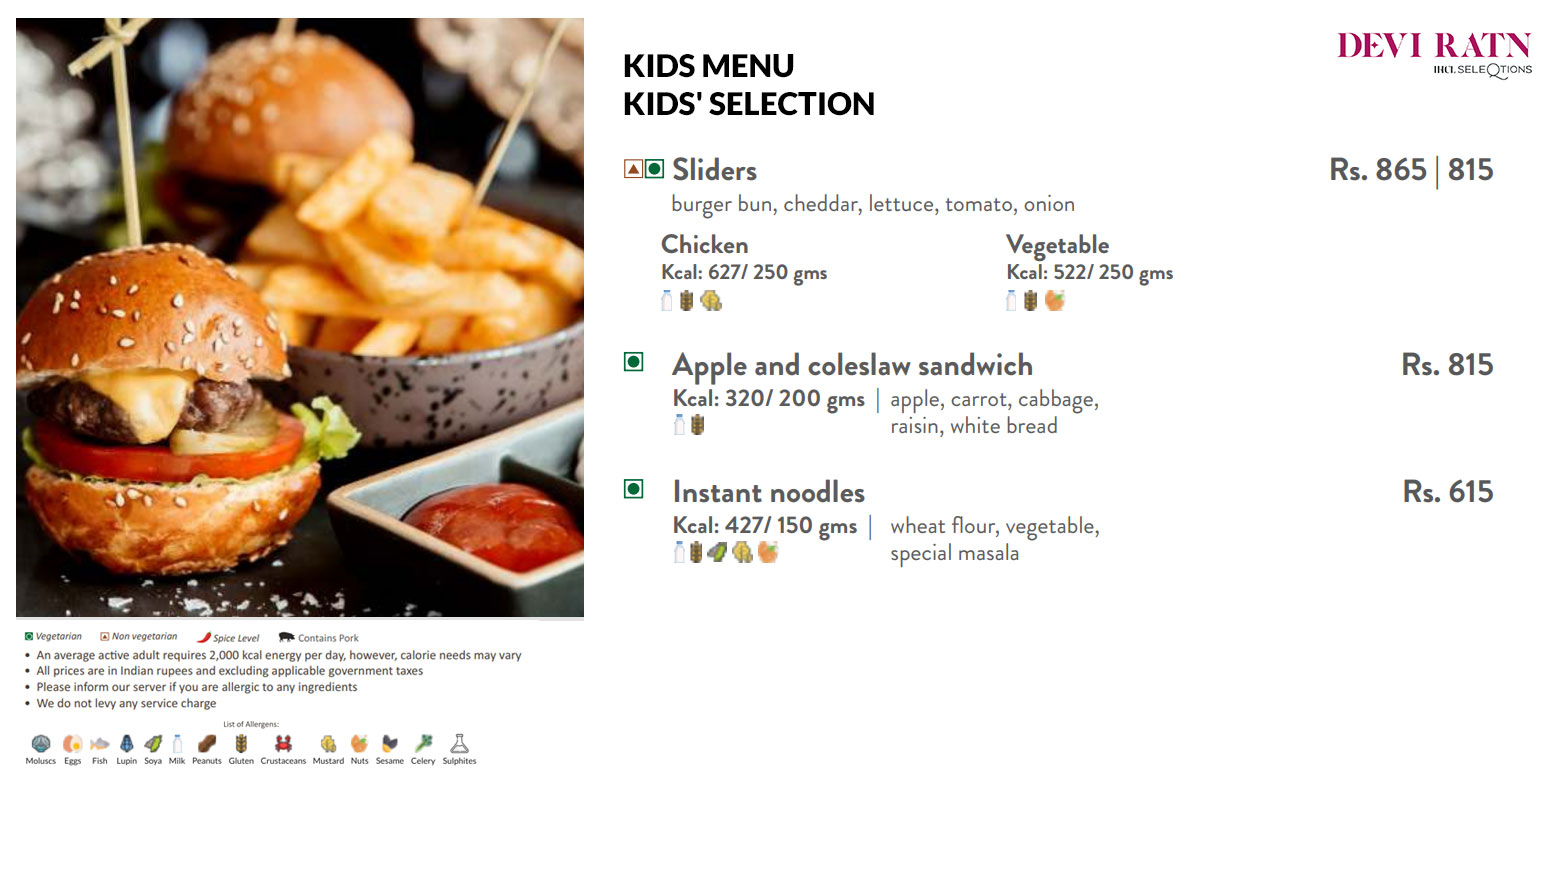 DEVI RATN
IHCL SELEQTIONS
KIDS MENU
KIDS' SELECTION
Sliders Rs. 865 | 815
burger bun, cheddar, lettuce, tomato, onion
Chicken Vegetable
Kcal: 627/ 250 gms Kcal: 522/ 250 gms
Apple and coleslaw sandwich Rs. 815
Kcal: 320/ 200 gms | apple, carrot, cabbage,
raisin, white bread
Instant noodles Rs. 615
Kcal: 427/ 150 gms | wheat flour, vegetable,
special masala
Vegetarian Non vegetarian Spice Level Contains Pork
• An average active adult requires 2,000 kcal energy per day, however, calorie needs may vary
• All prices are in Indian rupees and excluding applicable government taxes
• Please inform our server if you are allergic to any ingredients
• We do not levy any service charge
List of Allergens:
Moluscs Eggs Fish Lupin Soya Milk Peanuts Gluten Crustaceans Mustard Nuts Sesame Celery Sulphites